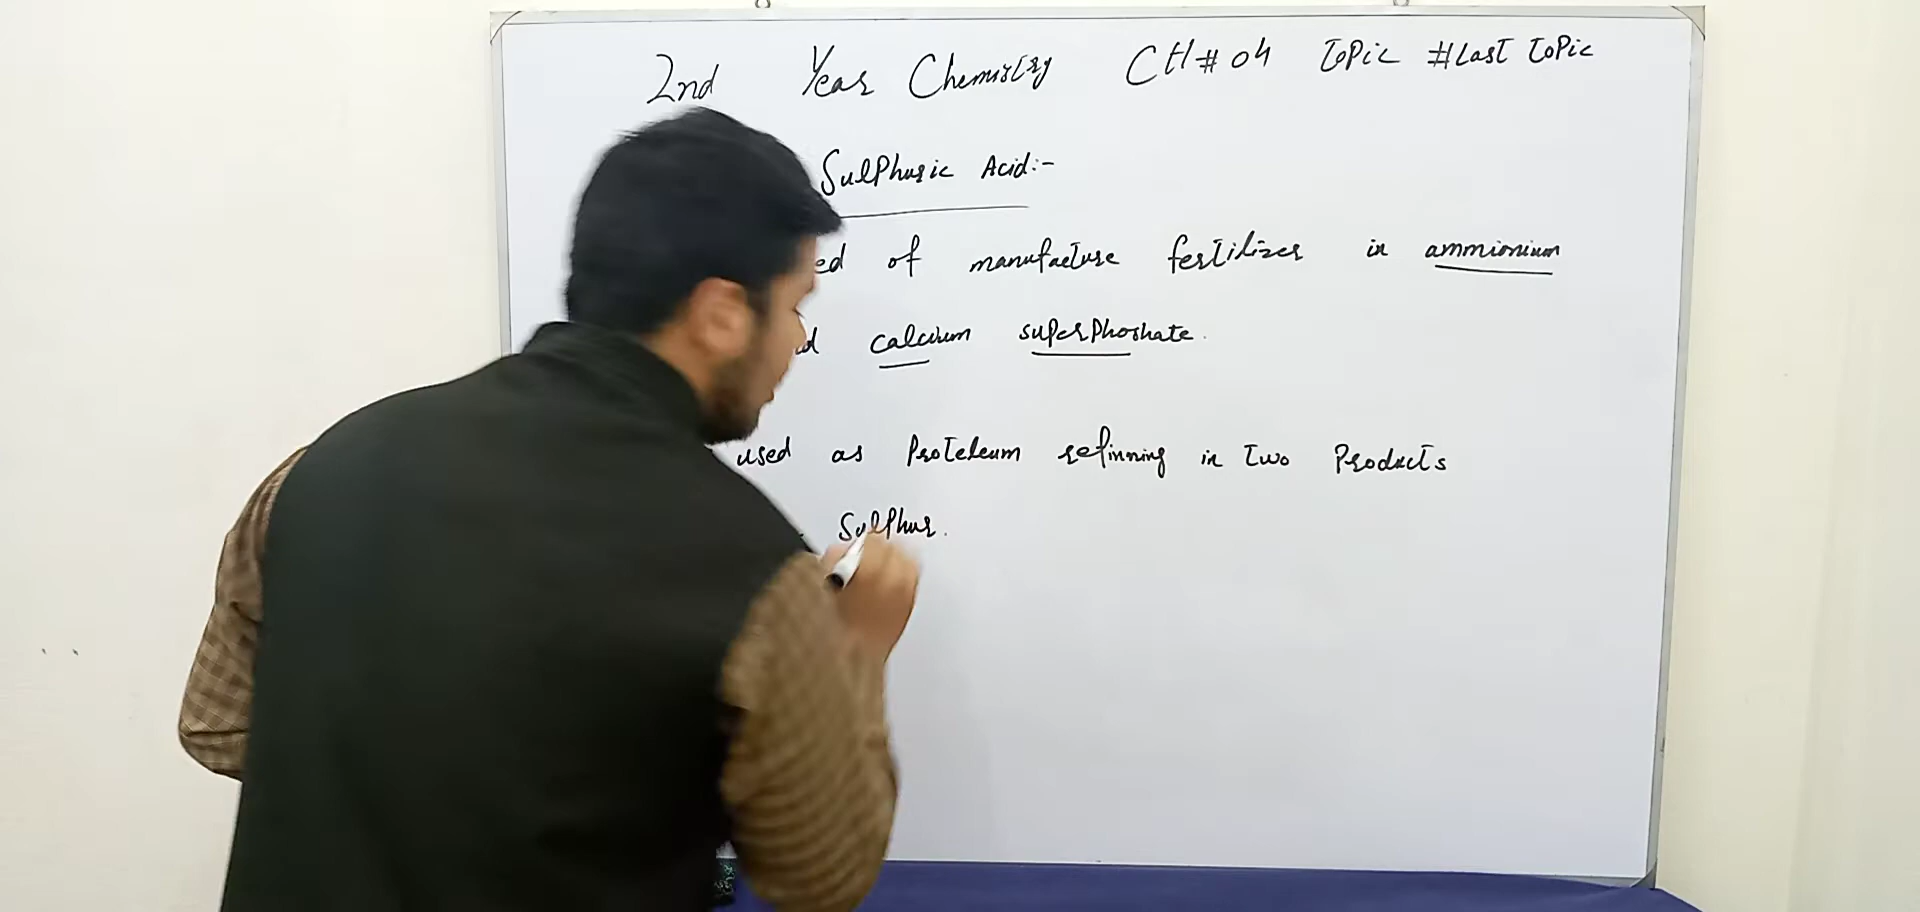 2nd Year Chemistry CH#04 Topic #Last Topic
Sulphuric Acid:-
ed of manufacture fertilizer in ammionium
calcium superphoshate.
used as Proteleum refinning in two Products
Sulphur.